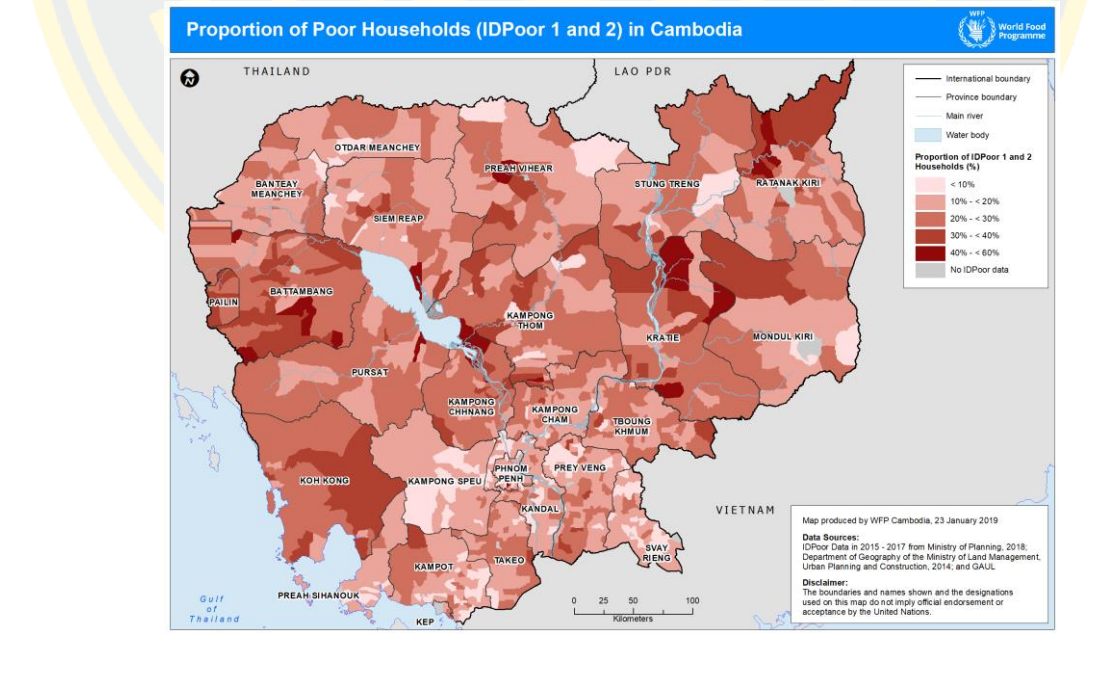 Proportion of Poor Households (IDPoor 1 and 2) in Cambodia
WFP
World Food
Programme
N
THAILAND
LAO PDR
International boundary
Province boundary
Main river
Water body
Proportion of IDPoor 1 and 2
Households (%)
< 10%
10% - < 20%
20% - < 30%
30% - < 40%
40% - < 60%
No IDPoor data
OTDAR MEANCHEY
PREAH VIHEAR
BANTEAY
MEANCHEY
STUNG TRENG
RATANAK KIRI
SIEM REAP
BATTAMBANG
PAILIN
KAMPONG
THOM
KRATIE
MONDUL KIRI
PURSAT
KAMPONG
CHHNANG
KAMPONG
CHAM
TBOUNG
KHMUM
KOH KONG
KAMPONG SPEU
PHNOM
PENH
PREY VENG
KANDAL
VIETNAM
SVAY
RIENG
TAKEO
KAMPOT
PREAH SIHANOUK
KEP
Gulf
of
Thailand
0 25 50 100
Kilometers
Map produced by WFP Cambodia, 23 January 2019
Data Sources:
IDPoor Data in 2015 - 2017 from Ministry of Planning, 2018;
Department of Geography of the Ministry of Land Management,
Urban Planning and Construction, 2014; and GAUL
Disclaimer:
The boundaries and names shown and the designations
used on this map do not imply official endorsement or
acceptance by the United Nations.